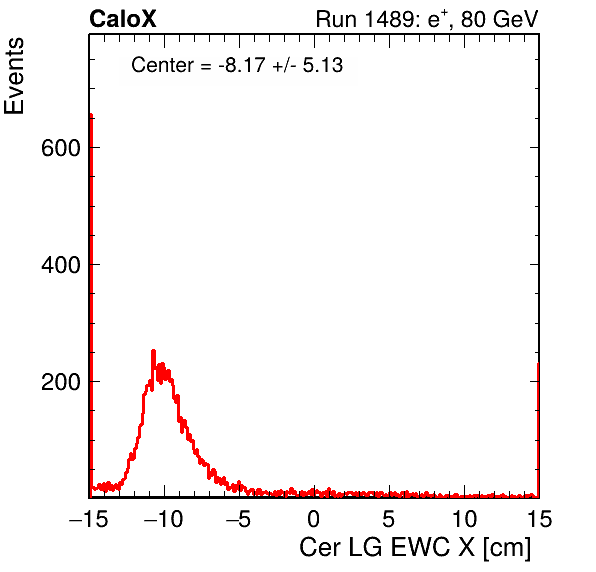 CaloX Run 1489: e⁺, 80 GeV
Center = -8.17 +/- 5.13
Events
600
400
200
−15 −10 −5 0 5 10 15
Cer LG EWC X [cm]